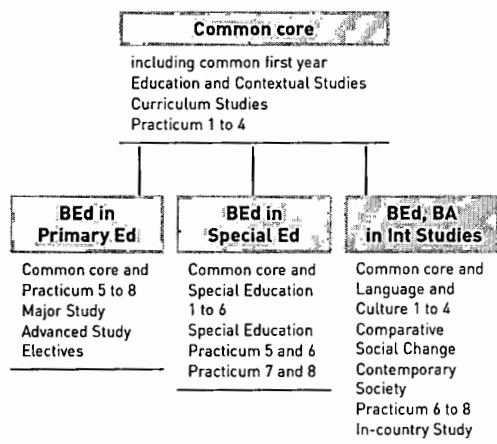 Common core
including common first year
Education and Contextual Studies
Curriculum Studies
Practicum 1 to 4
BEd in
Primary Ed
Common core and
Practicum 5 to 8
Major Study
Advanced Study
Electives
BEd in
Special Ed
Common core and
Special Education
1 to 6
Special Education
Practicum 5 and 6
Practicum 7 and 8
BEd, BA
in Int Studies
Common core and
Language and
Culture 1 to 4
Comparative
Social Change
Contemporary
Society
Practicum 6 to 8
In-country Study